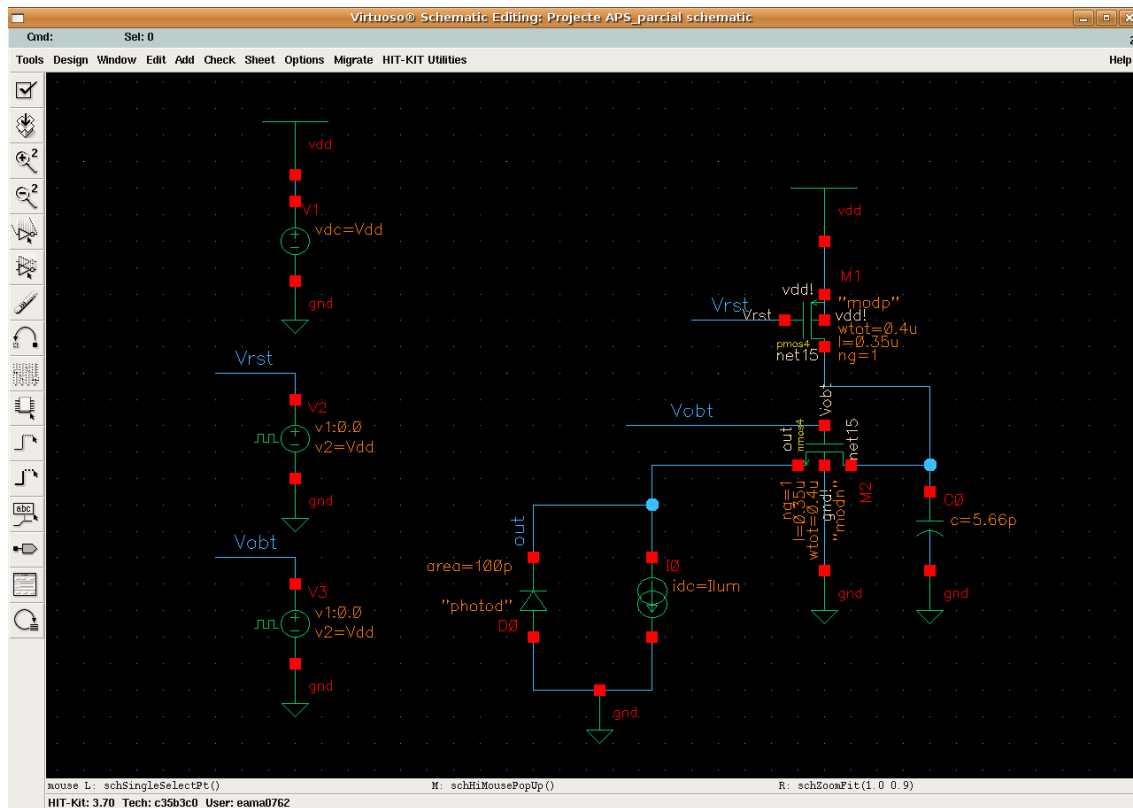 Virtuoso® Schematic Editing: Projecte APS_parcial schematic
Cmd: Sel: 0 2
Tools Design Window Edit Add Check Sheet Options Migrate HIT-KIT Utilities Help
vdd
V1
vdc=Vdd
gnd
Vrst
V2
v1:0.0
v2=Vdd
gnd
Vobt
V3
v1:0.0
v2=Vdd
gnd
vdd
M1
vdd!
"modp"
Vrst
Vrst
vdd!
wtot=0.4u
l=0.35u
pmos4
net15
ng=1
Vobt
Vobt
out
nmos4
net15
ng=1
l=0.35u
wtot=0.4u
gnd!
"modn"
M2
C0
c=5.66p
gnd
gnd
out
area=100p
"photod"
D0
I0
idc=Ilum
gnd
mouse L: schSingleSelectPt() M: schHiMousePopUp() R: schZoomFit(1.0 0.9)
HIT-Kit: 3.70 Tech: c35b3c0 User: eama0762